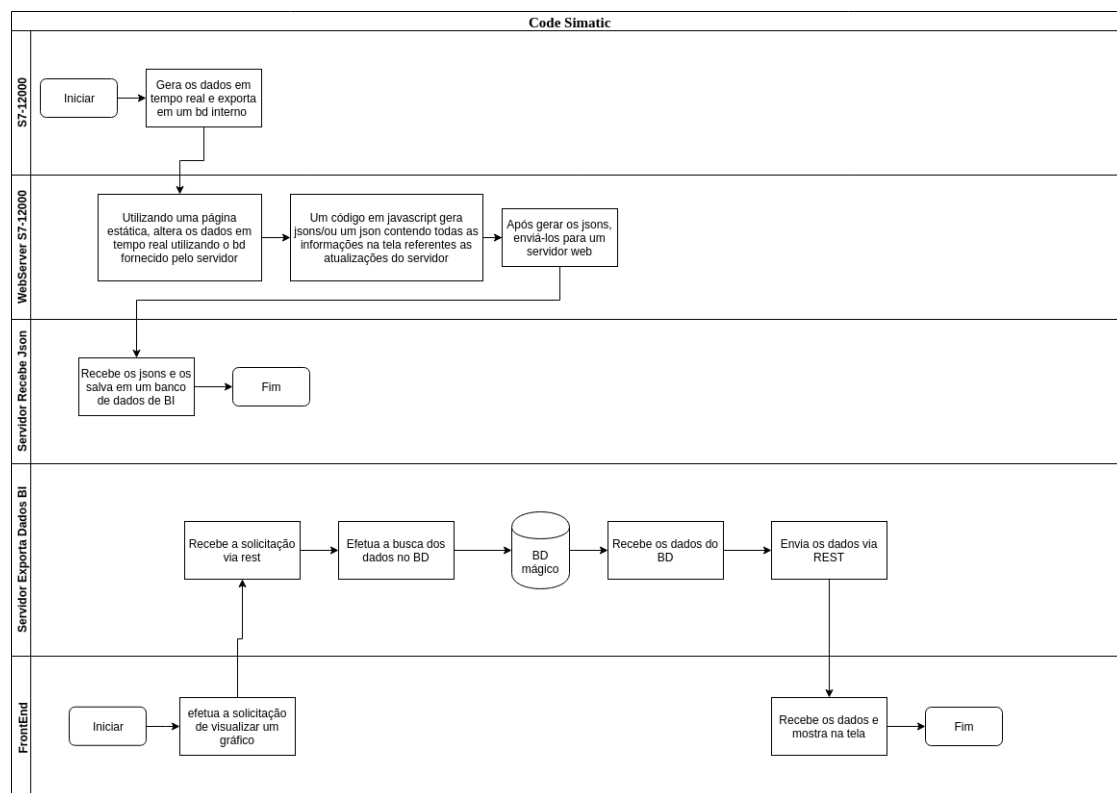 Code Simatic
S7-12000
Iniciar
Gera os dados em
tempo real e exporta
em um bd interno
WebServer S7-12000
Utilizando uma página
estática, altera os dados em
tempo real utilizando o bd
fornecido pelo servidor
Um código em javascript gera
jsons/ou um json contendo todas as
informações na tela referentes as
atualizações do servidor
Após gerar os jsons,
enviá-los para um
servidor web
Servidor Recebe Json
Recebe os jsons e os
salva em um banco
de dados de BI
Fim
Servidor Exporta Dados BI
Recebe a solicitação
via rest
Efetua a busca dos
dados no BD
BD
mágico
Recebe os dados do
BD
Envia os dados via
REST
FrontEnd
Iniciar
efetua a solicitação
de visualizar um
gráfico
Recebe os dados e
mostra na tela
Fim